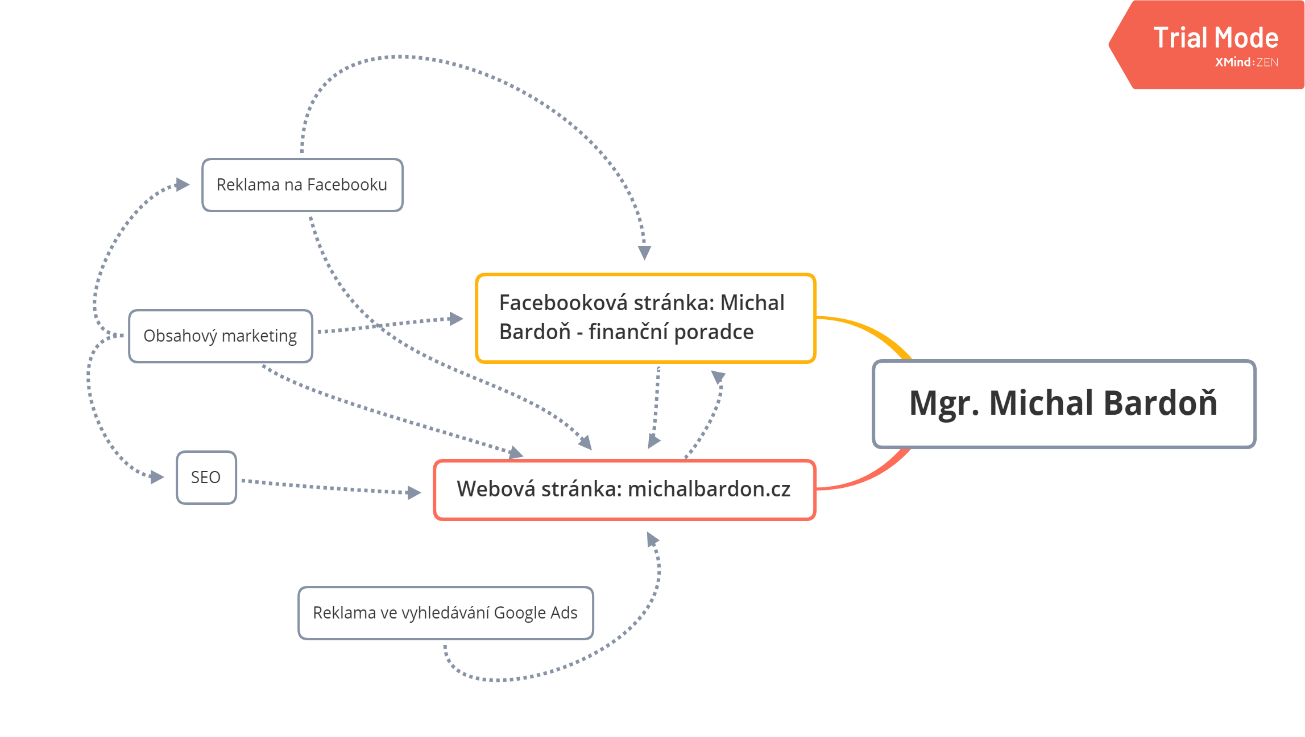 Trial Mode
XMind:ZEN
Reklama na Facebooku
Facebooková stránka: Michal
Bardoň - finanční poradce
Obsahový marketing
Mgr. Michal Bardoň
SEO
Webová stránka: michalbardon.cz
Reklama ve vyhledávání Google Ads